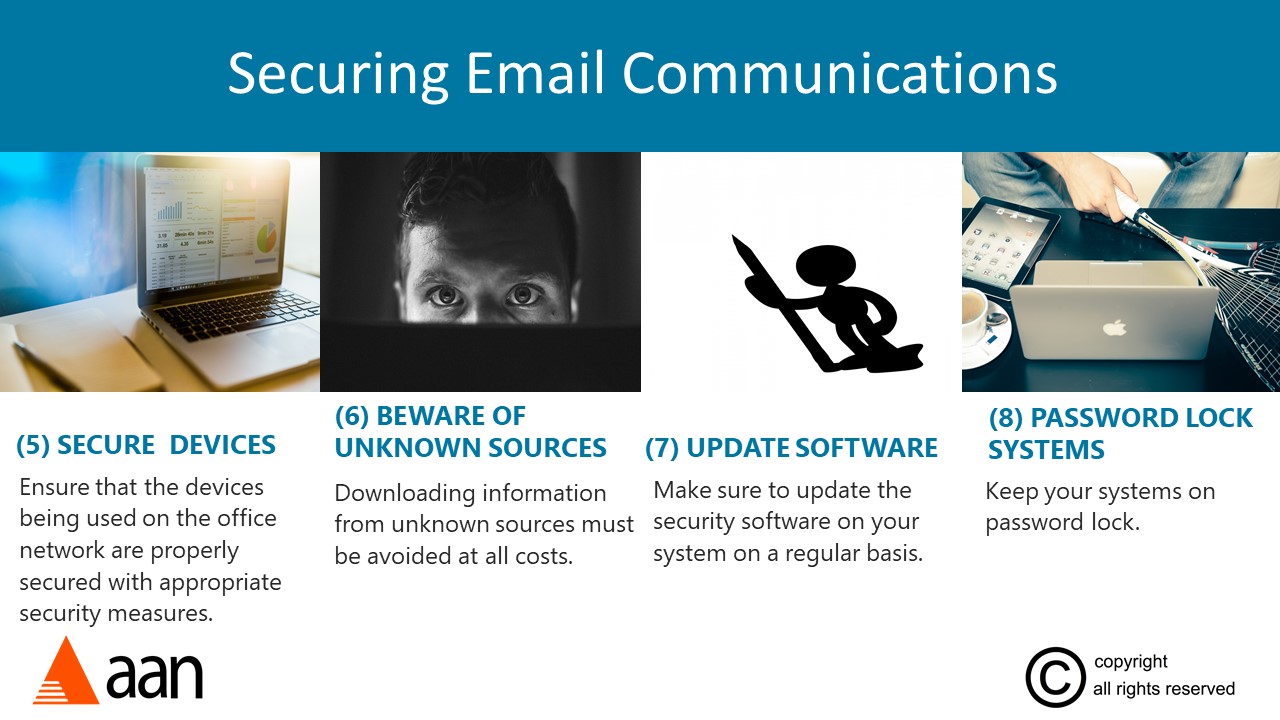 Securing Email Communications
(5) SECURE DEVICES
Ensure that the devices
being used on the office
network are properly
secured with appropriate
security measures.
(6) BEWARE OF
UNKNOWN SOURCES
Downloading information
from unknown sources must
be avoided at all costs.
(7) UPDATE SOFTWARE
Make sure to update the
security software on your
system on a regular basis.
(8) PASSWORD LOCK
SYSTEMS
Keep your systems on
password lock.
aan
© copyright
all rights reserved